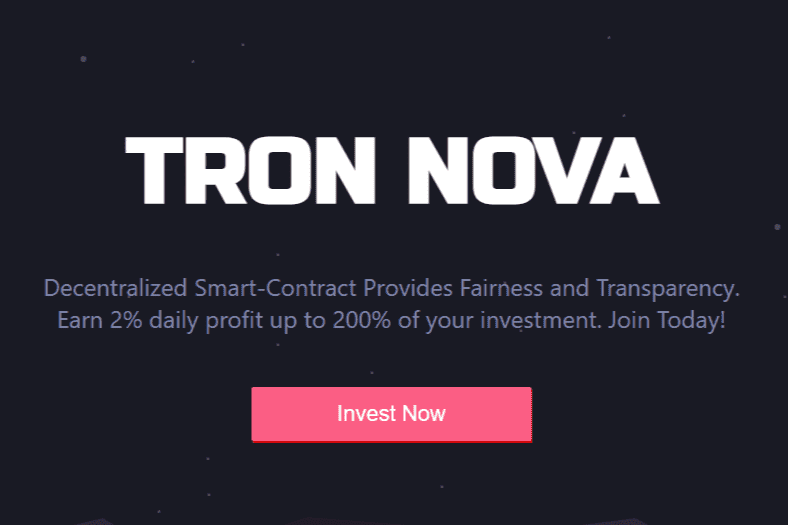 TRON NOVA
Decentralized Smart-Contract Provides Fairness and Transparency.
Earn 2% daily profit up to 200% of your investment. Join Today!
Invest Now